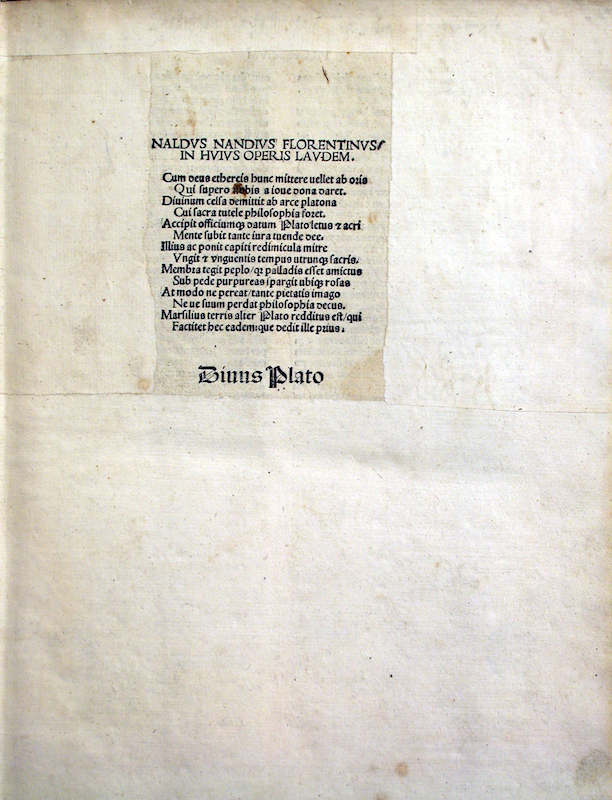 NALDVS NANDIVS FLORENTINVS/
IN HVIVS OPERIS LAVDEM.
Cum deus ethereis hunc mittere uellet ab oris
Qui supero nobis a ioue dona daret.
Diuinum celsa demittit ab arce platona
Cui sacra tutele philosophia foret.
Accipit officiumqȝ datum Plato letus ⁊ acri
Mente subit tante iura tuende dee.
Illius ac ponit capiti redimicula mitre
Vngit ⁊ vnguentis tempus utrunqȝ sacris.
Membra tegit peplo/qȝ palladis esset amictus
Sub pede purpureas spargit ubiqȝ rosas
At modo ne pereat/tante pietatis imago
Ne ue suum perdat philosophia decus.
Marsilius terris alter Plato redditus est/qui
Factitet hec eadem:que dedit ille prius.
Diuus Plato